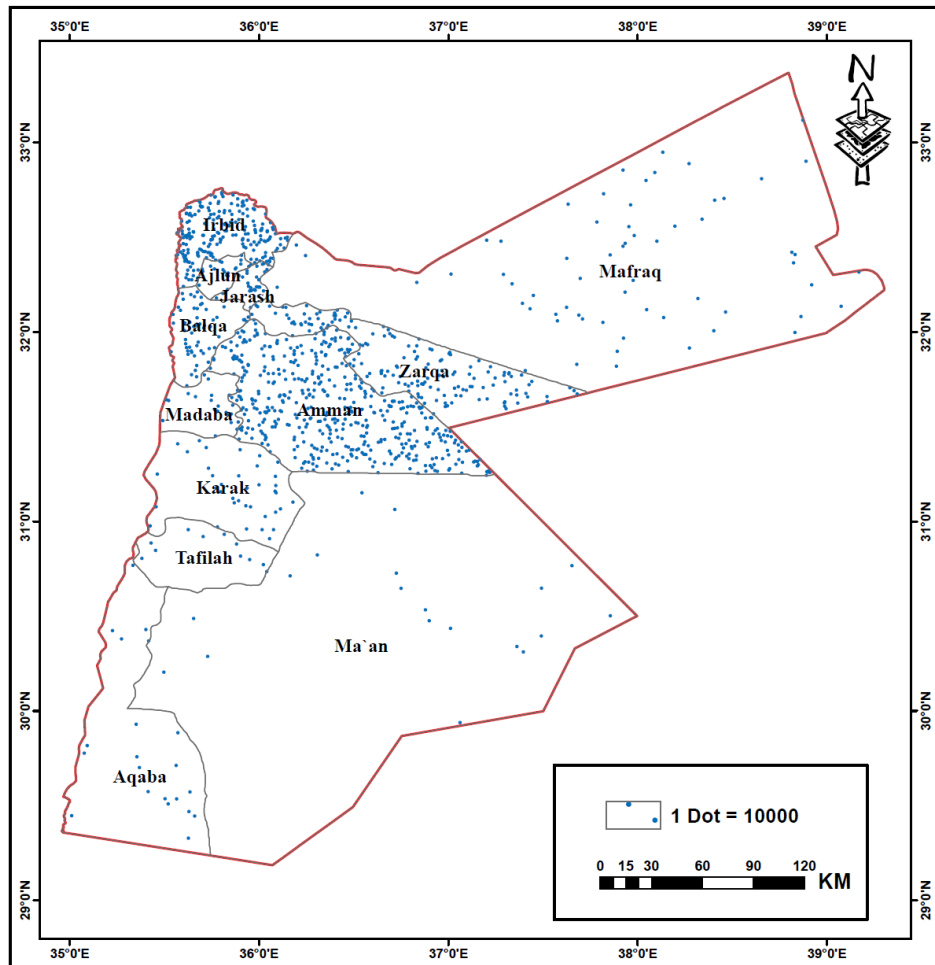 35°0'E 36°0'E 37°0'E 38°0'E 39°0'E
N
33°0'N 33°0'N
Irbid
Mafraq
Ajlun
Jarash
Balqa
32°0'N 32°0'N
Zarqa
Madaba
Amman
Karak
31°0'N 31°0'N
Tafilah
Ma`an
30°0'N 30°0'N
Aqaba
1 Dot = 10000
0 15 30 60 90 120
KM
29°0'N 29°0'N
35°0'E 36°0'E 37°0'E 38°0'E 39°0'E